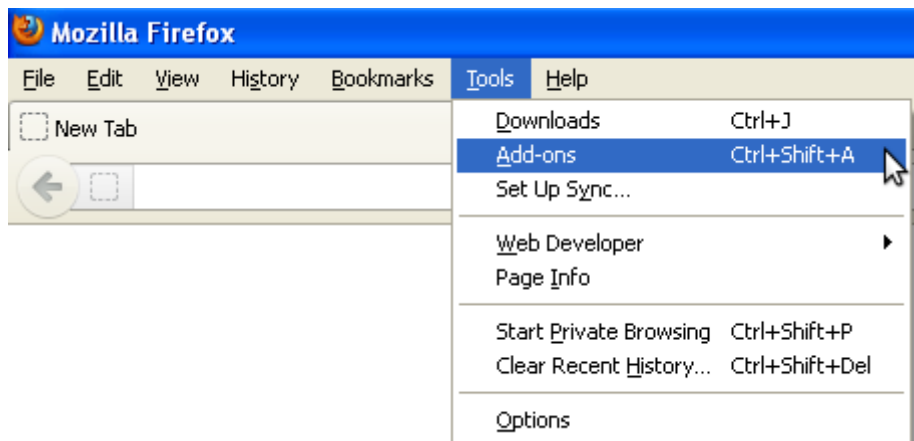 Mozilla Firefox
File Edit View History Bookmarks Tools Help
New Tab
Downloads Ctrl+J
Add-ons Ctrl+Shift+A
Set Up Sync...
Web Developer
Page Info
Start Private Browsing Ctrl+Shift+P
Clear Recent History... Ctrl+Shift+Del
Options